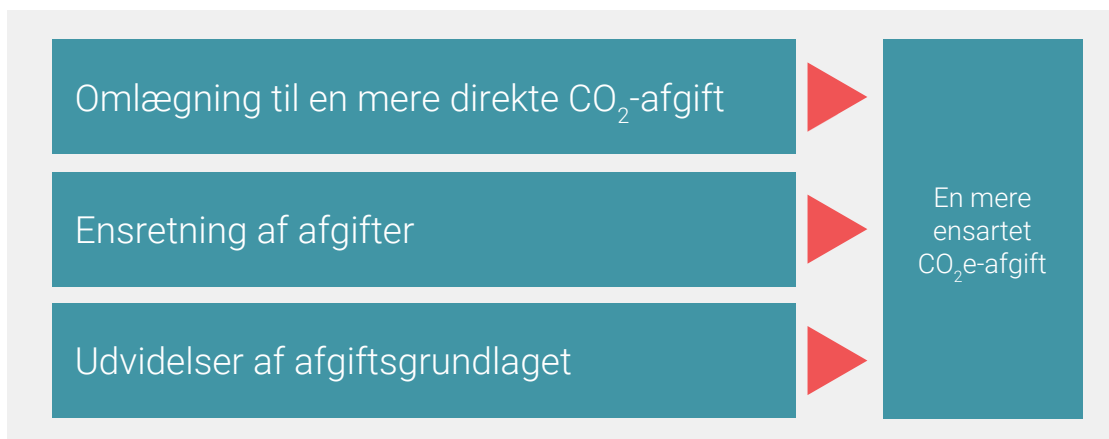 Omlægning til en mere direkte CO₂-afgift
Ensretning af afgifter
Udvidelser af afgiftsgrundlaget
En mere
ensartet
CO₂e-afgift